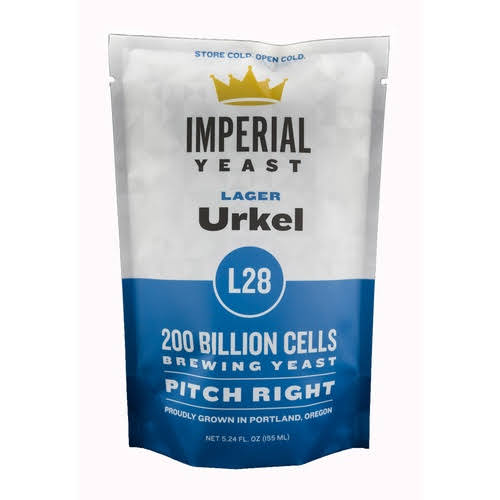 STORE COLD. OPEN COLD.
IMPERIAL
YEAST
LAGER
Urkel
L28
200 BILLION CELLS
BREWING YEAST
PITCH RIGHT
PROUDLY GROWN IN PORTLAND, OREGON
NET 5.24 FL. OZ (155 ML)